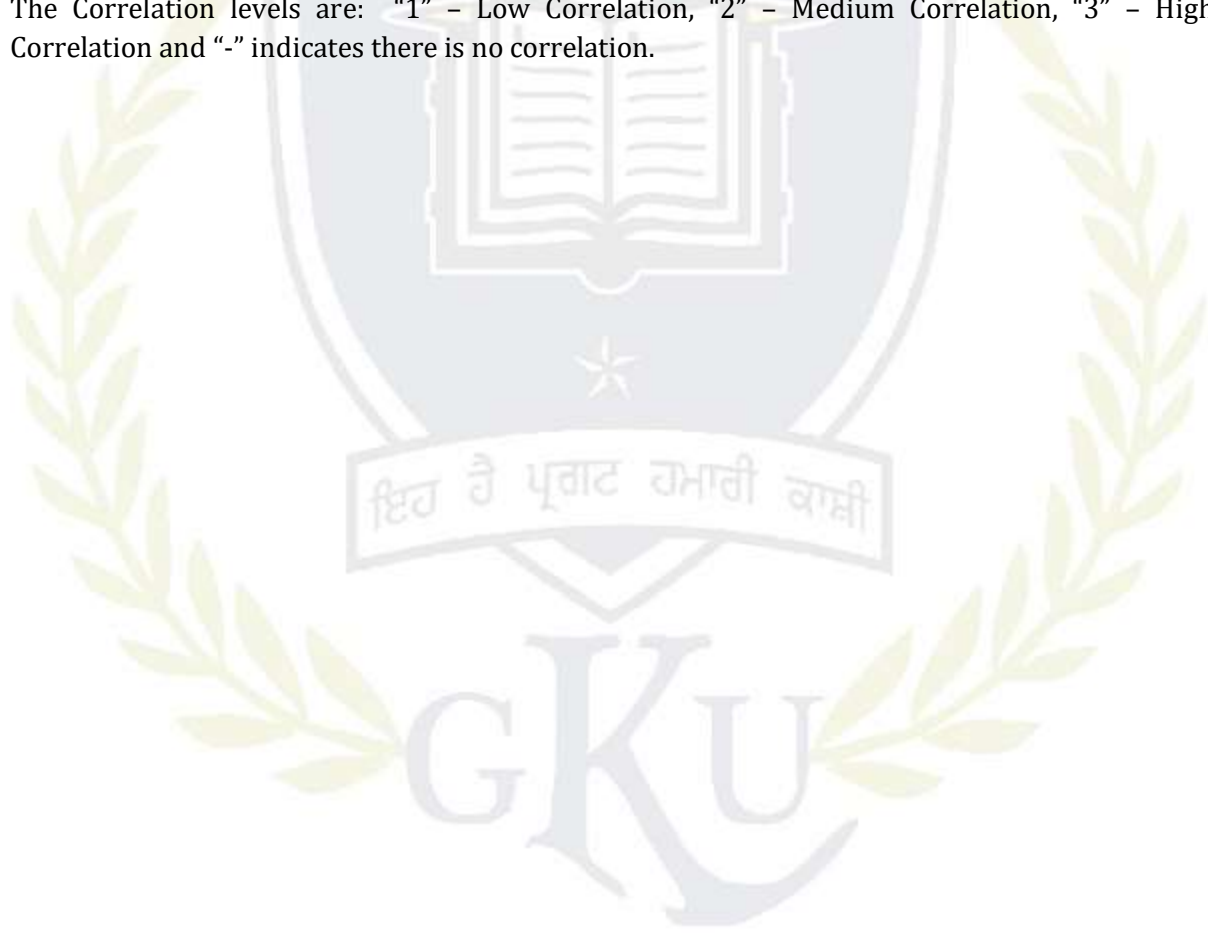 The Correlation levels are: "1" – Low Correlation, "2" – Medium Correlation, "3" – High
Correlation and "-" indicates there is no correlation.
ਇਹ ਹੈ ਪ੍ਰਗਟ ਹਮਾਰੀ ਕਾਸ਼ੀ
GKU